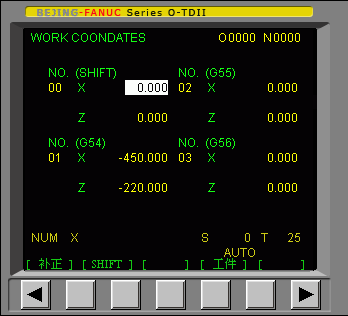 BEJING-FANUC Series O-TDII
WORK COONDATES O0000 N0000
NO. (SHIFT) NO. (G55)
00 X 0.000 02 X 0.000
Z 0.000 Z 0.000
NO. (G54) NO. (G56)
01 X -450.000 03 X 0.000
Z -220.000 Z 0.000
NUM X S 0 T 25
AUTO
[ 补正 ] [ SHIFT ] [ ] [ 工件 ] [ ]